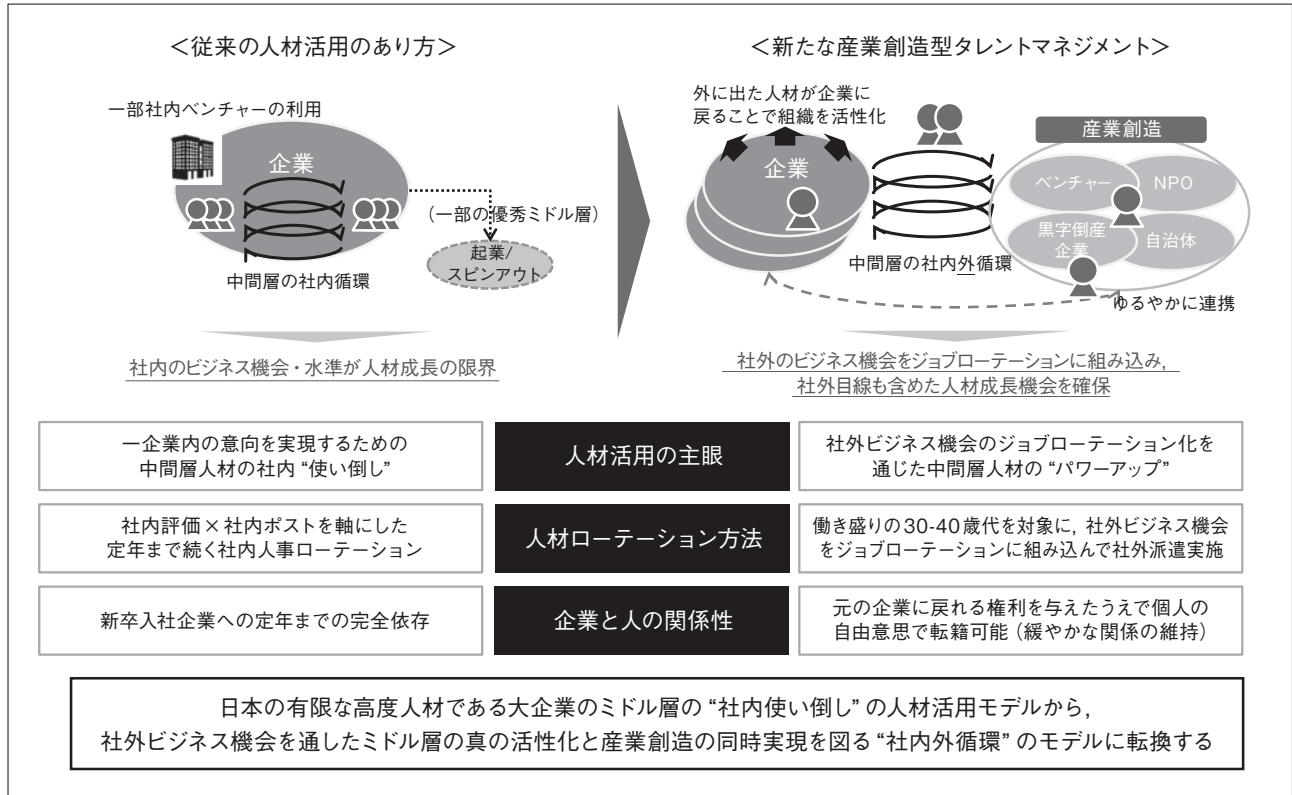 ＜従来の人材活用のあり方＞
一部社内ベンチャーの利用
企業
（一部の優秀ミドル層）
起業/
スピンアウト
中間層の社内循環
社内のビジネス機会・水準が人材成長の限界
＜新たな産業創造型タレントマネジメント＞
外に出た人材が企業に
戻ることで組織を活性化
企業
産業創造
ベンチャー
NPO
黒字倒産
企業
自治体
中間層の社内外循環
ゆるやかに連携
社外のビジネス機会をジョブローテーションに組み込み，
社外目線も含めた人材成長機会を確保
一企業内の意向を実現するための
中間層人材の社内 “使い倒し”
人材活用の主眼
社外ビジネス機会のジョブローテーション化を
通じた中間層人材の “パワーアップ”
社内評価×社内ポストを軸にした
定年まで続く社内人事ローテーション
人材ローテーション方法
働き盛りの30-40歳代を対象に，社外ビジネス機会
をジョブローテーションに組み込んで社外派遣実施
新卒入社企業への定年までの完全依存
企業と人の関係性
元の企業に戻れる権利を与えたうえで個人の
自由意思で転籍可能（緩やかな関係の維持）
日本の有限な高度人材である大企業のミドル層の “社内使い倒し” の人材活用モデルから，
社外ビジネス機会を通したミドル層の真の活性化と産業創造の同時実現を図る “社内外循環” のモデルに転換する